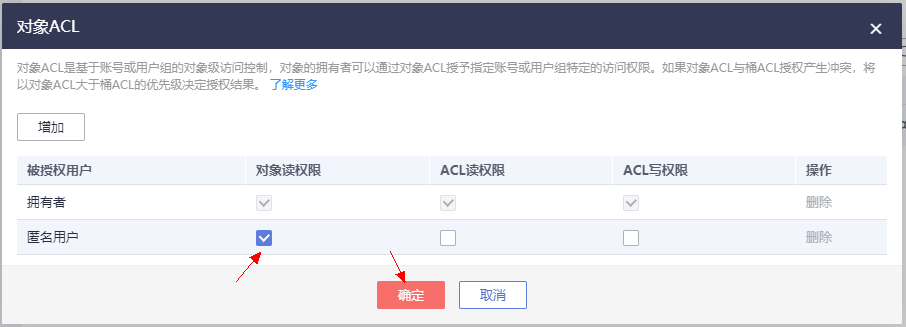 对象ACL
对象ACL是基于账号或用户组的对象级访问控制，对象的拥有者可以通过对象ACL授予指定账号或用户组特定的访问权限。如果对象ACL与桶ACL授权产生冲突，将
以对象ACL大于桶ACL的优先级决定授权结果。 了解更多
增加
被授权用户 对象读权限 ACL读权限 ACL写权限 操作
拥有者 删除
匿名用户 删除
确定 取消